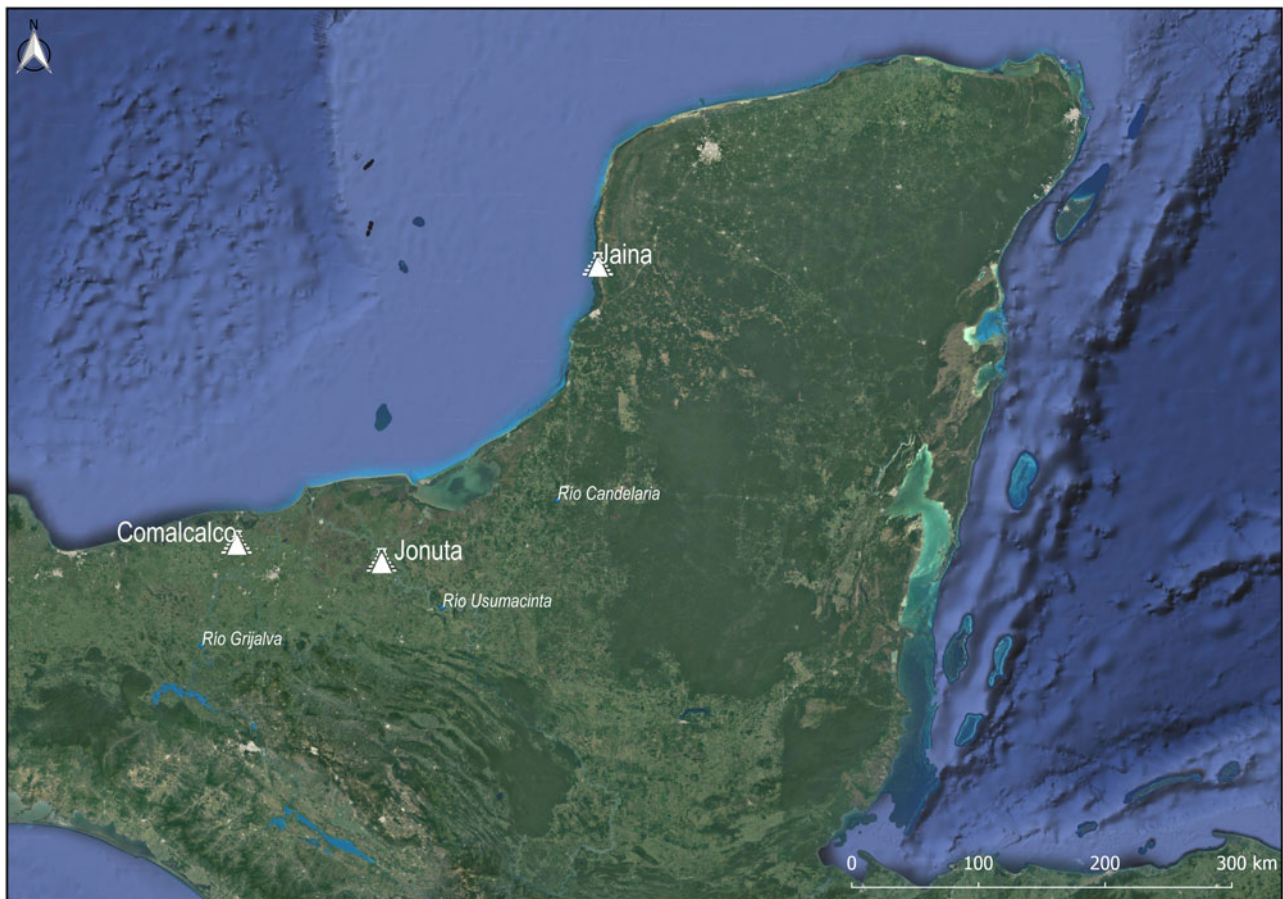 N
Jaina
Rio Candelaria
Comalcalco
Jonuta
Rio Usumacinta
Rio Grijalva
0 100 200 300 km